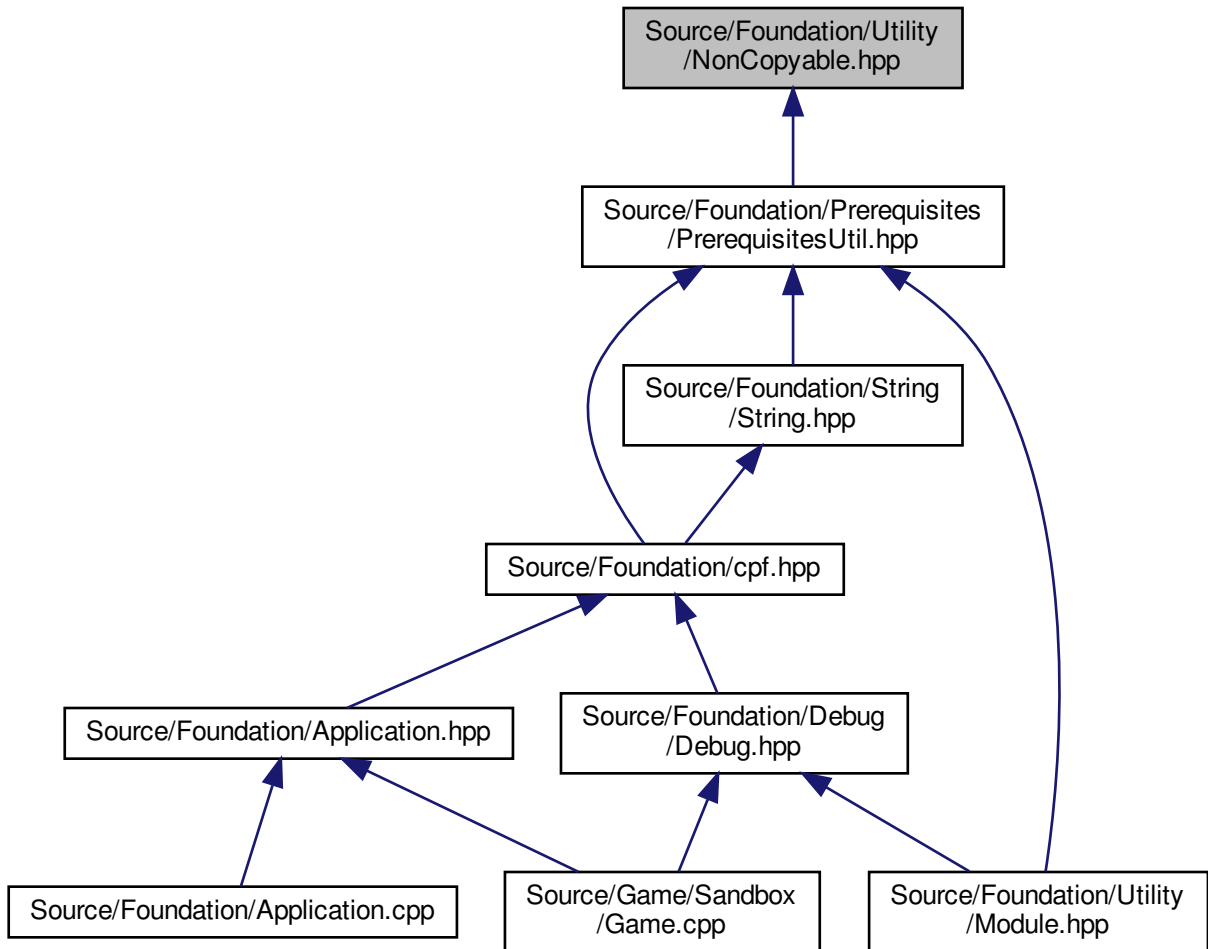 Source/Foundation/Utility
/NonCopyable.hpp
Source/Foundation/Prerequisites
/PrerequisitesUtil.hpp
Source/Foundation/String
/String.hpp
Source/Foundation/cpf.hpp
Source/Foundation/Application.hpp
Source/Foundation/Debug
/Debug.hpp
Source/Foundation/Application.cpp
Source/Game/Sandbox
/Game.cpp
Source/Foundation/Utility
/Module.hpp